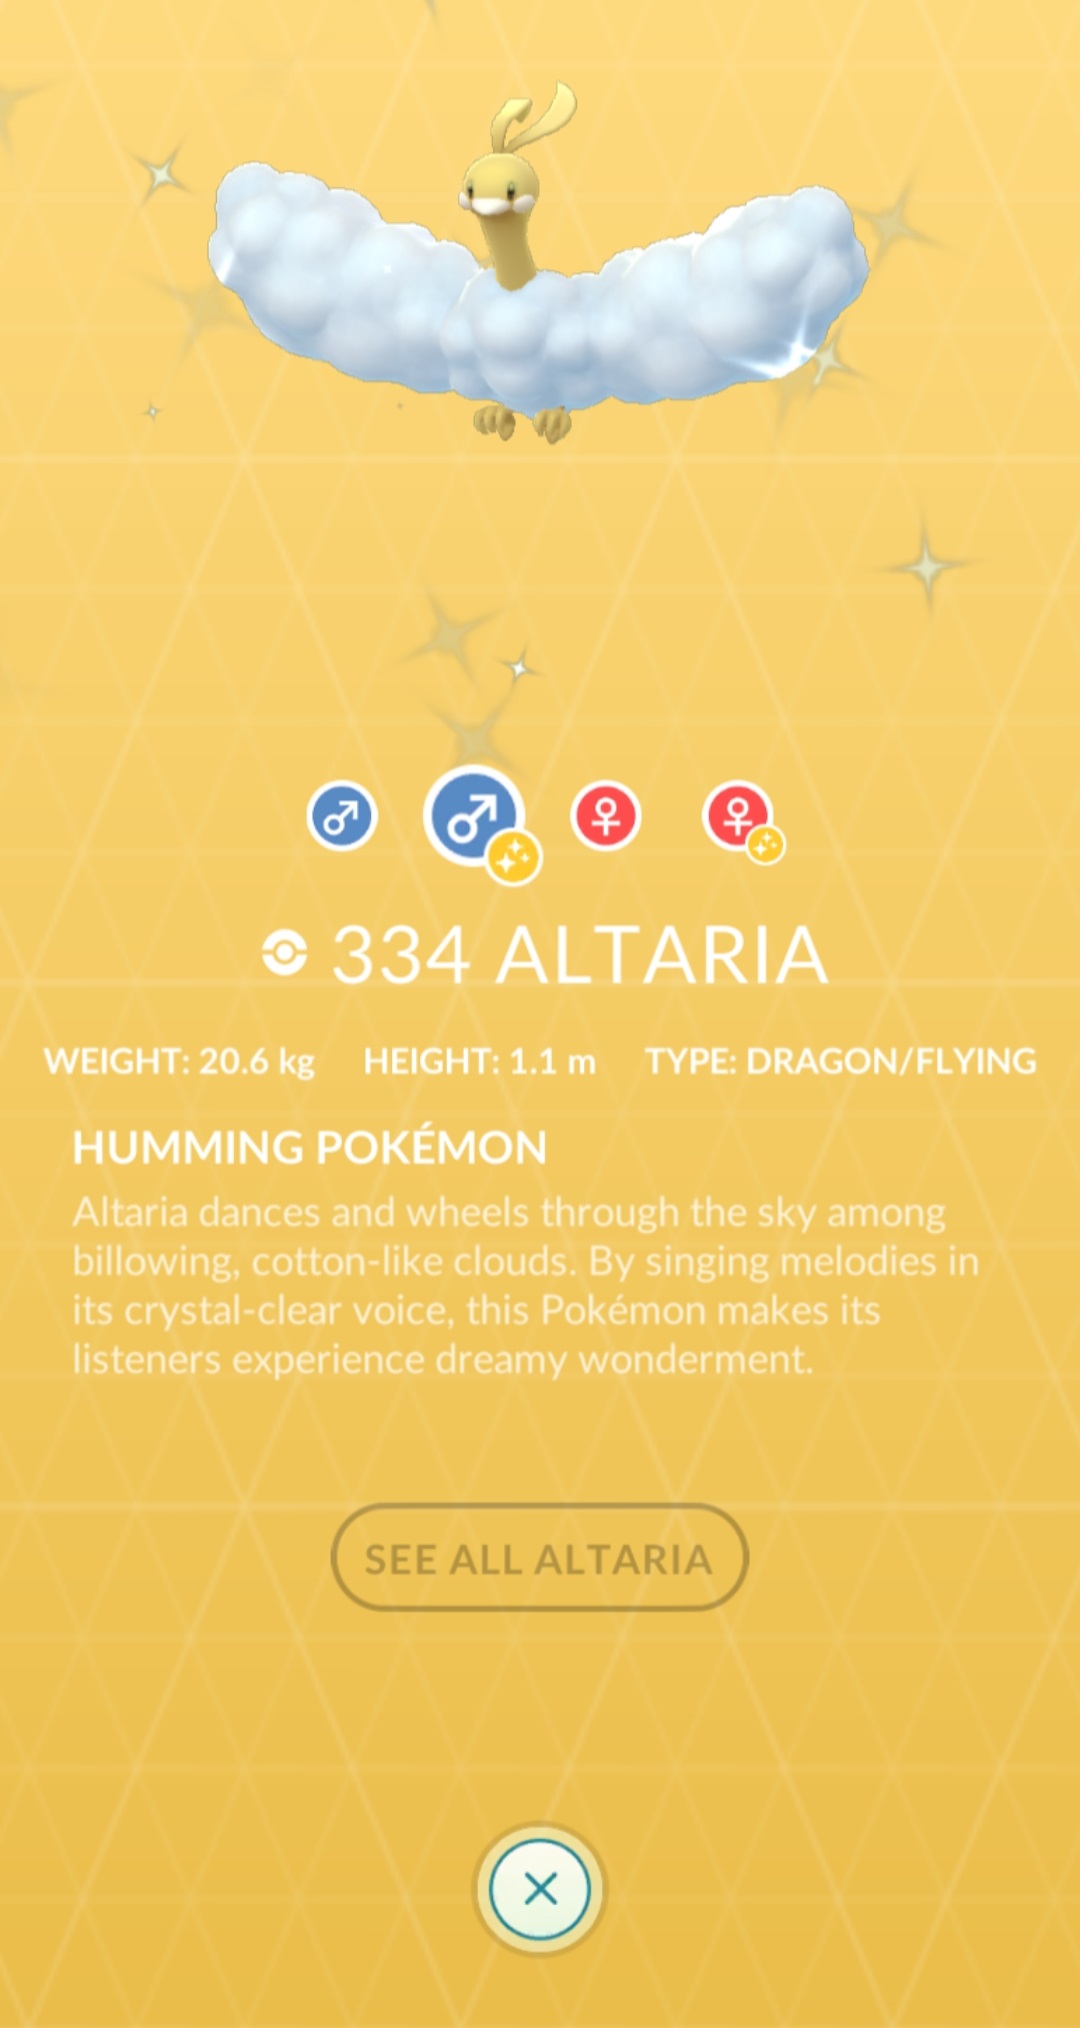 334 ALTARIA
WEIGHT: 20.6 kg HEIGHT: 1.1 m TYPE: DRAGON/FLYING
HUMMING POKÉMON
Altaria dances and wheels through the sky among
billowing, cotton-like clouds. By singing melodies in
its crystal-clear voice, this Pokémon makes its
listeners experience dreamy wonderment.
SEE ALL ALTARIA